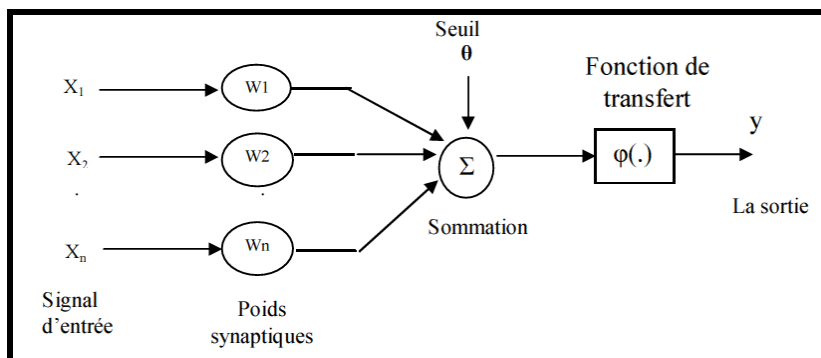 Seuil
θ
Fonction de
transfert
X1
W1
y
X2
W2
Σ
φ(.)
.
.
La sortie
Sommation
Xn
Wn
Signal
d'entrée
Poids
synaptiques